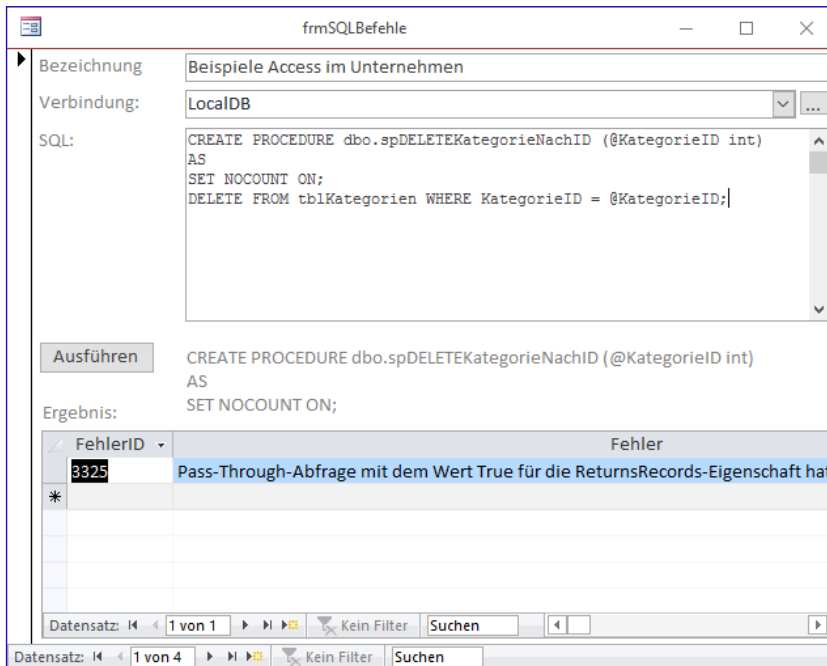 frmSQLBefehle
Bezeichnung Beispiele Access im Unternehmen
Verbindung: LocalDB ...
SQL: CREATE PROCEDURE dbo.spDELETEKategorieNachID (@KategorieID int)
AS
SET NOCOUNT ON;
DELETE FROM tblKategorien WHERE KategorieID = @KategorieID;
Ausführen CREATE PROCEDURE dbo.spDELETEKategorieNachID (@KategorieID int)
AS
SET NOCOUNT ON;
Ergebnis:
FehlerID Fehler
3325 Pass-Through-Abfrage mit dem Wert True für die ReturnsRecords-Eigenschaft hat
Datensatz: 1 von 1 Kein Filter Suchen
Datensatz: 1 von 4 Kein Filter Suchen